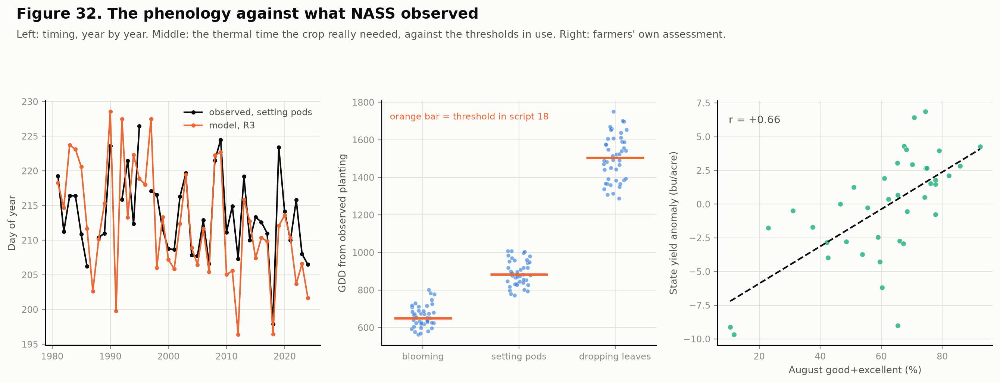 Figure 32. The phenology against what NASS observed
Left: timing, year by year. Middle: the thermal time the crop really needed, against the thresholds in use. Right: farmers' own assessment.
Day of year
230
225
220
215
210
205
200
195
1980
1990
2000
2010
2020
observed, setting pods
model, R3
GDD from observed planting
1800
1600
1400
1200
1000
800
600
orange bar = threshold in script 18
blooming
setting pods
dropping leaves
State yield anomaly (bu/acre)
7.5
5.0
2.5
0.0
−2.5
−5.0
−7.5
−10.0
r = +0.66
20
40
60
80
August good+excellent (%)